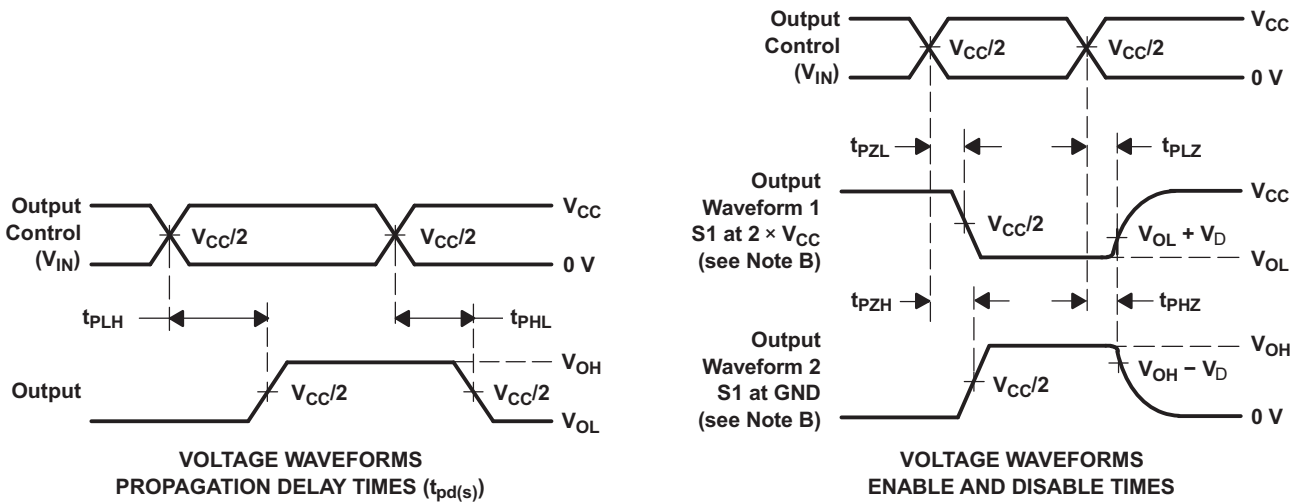 Output
Control
(VIN)
VCC/2
VCC/2
VCC
0 V
tPLH
tPHL
Output
VCC/2
VCC/2
VOH
VOL
VOLTAGE WAVEFORMS
PROPAGATION DELAY TIMES (tpd(s))
Output
Control
(VIN)
VCC/2
VCC/2
VCC
0 V
tPZL
tPLZ
Output
Waveform 1
S1 at 2 × VCC
(see Note B)
VCC/2
VCC
VOL + VD
VOL
tPZH
tPHZ
Output
Waveform 2
S1 at GND
(see Note B)
VCC/2
VOH
VOH − VD
0 V
VOLTAGE WAVEFORMS
ENABLE AND DISABLE TIMES